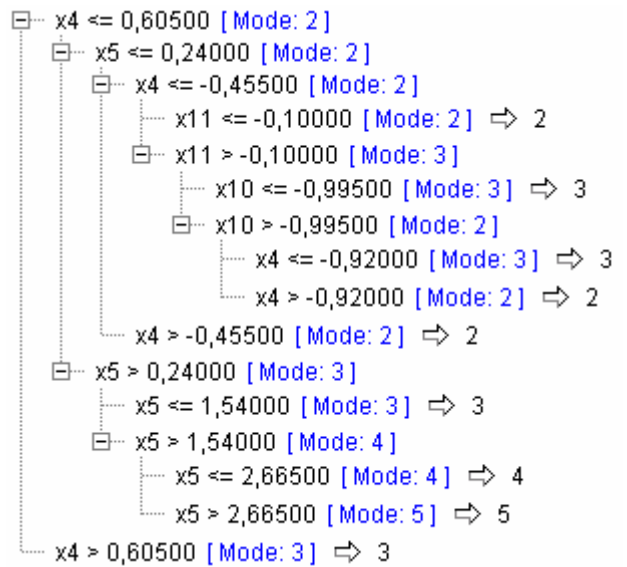 x4 <= 0,60500 [ Mode: 2 ]
x5 <= 0,24000 [ Mode: 2 ]
x4 <= -0,45500 [ Mode: 2 ]
x11 <= -0,10000 [ Mode: 2 ] ⇨ 2
x11 > -0,10000 [ Mode: 3 ]
x10 <= -0,99500 [ Mode: 3 ] ⇨ 3
x10 > -0,99500 [ Mode: 2 ]
x4 <= -0,92000 [ Mode: 3 ] ⇨ 3
x4 > -0,92000 [ Mode: 2 ] ⇨ 2
x4 > -0,45500 [ Mode: 2 ] ⇨ 2
x5 > 0,24000 [ Mode: 3 ]
x5 <= 1,54000 [ Mode: 3 ] ⇨ 3
x5 > 1,54000 [ Mode: 4 ]
x5 <= 2,66500 [ Mode: 4 ] ⇨ 4
x5 > 2,66500 [ Mode: 5 ] ⇨ 5
x4 > 0,60500 [ Mode: 3 ] ⇨ 3